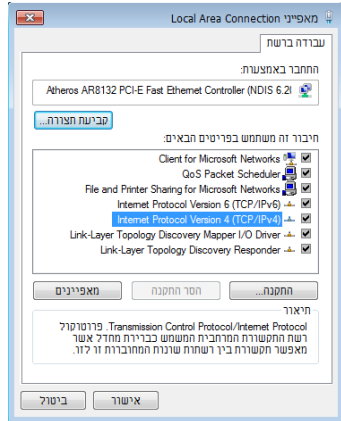 מאפייני Local Area Connection
עבודה ברשת
התחבר באמצעות:
Atheros AR8132 PCI-E Fast Ethernet Controller (NDIS 6.2(
קביעת תצורה...
חיבור זה משתמש בפריטים הבאים:
Client for Microsoft Networks
QoS Packet Scheduler
File and Printer Sharing for Microsoft Networks
Internet Protocol Version 6 (TCP/IPv6)
Internet Protocol Version 4 (TCP/IPv4)
Link-Layer Topology Discovery Mapper I/O Driver
Link-Layer Topology Discovery Responder
התקנה... הסר התקנה מאפיינים
תיאור
Transmission Control Protocol/Internet Protocol. פרוטוקול
רשת התקשורת המרחבית המשמש כברירת מחדל אשר
מאפשר תקשורת בין רשתות שונות המחוברות זו לזו.
אישור ביטול